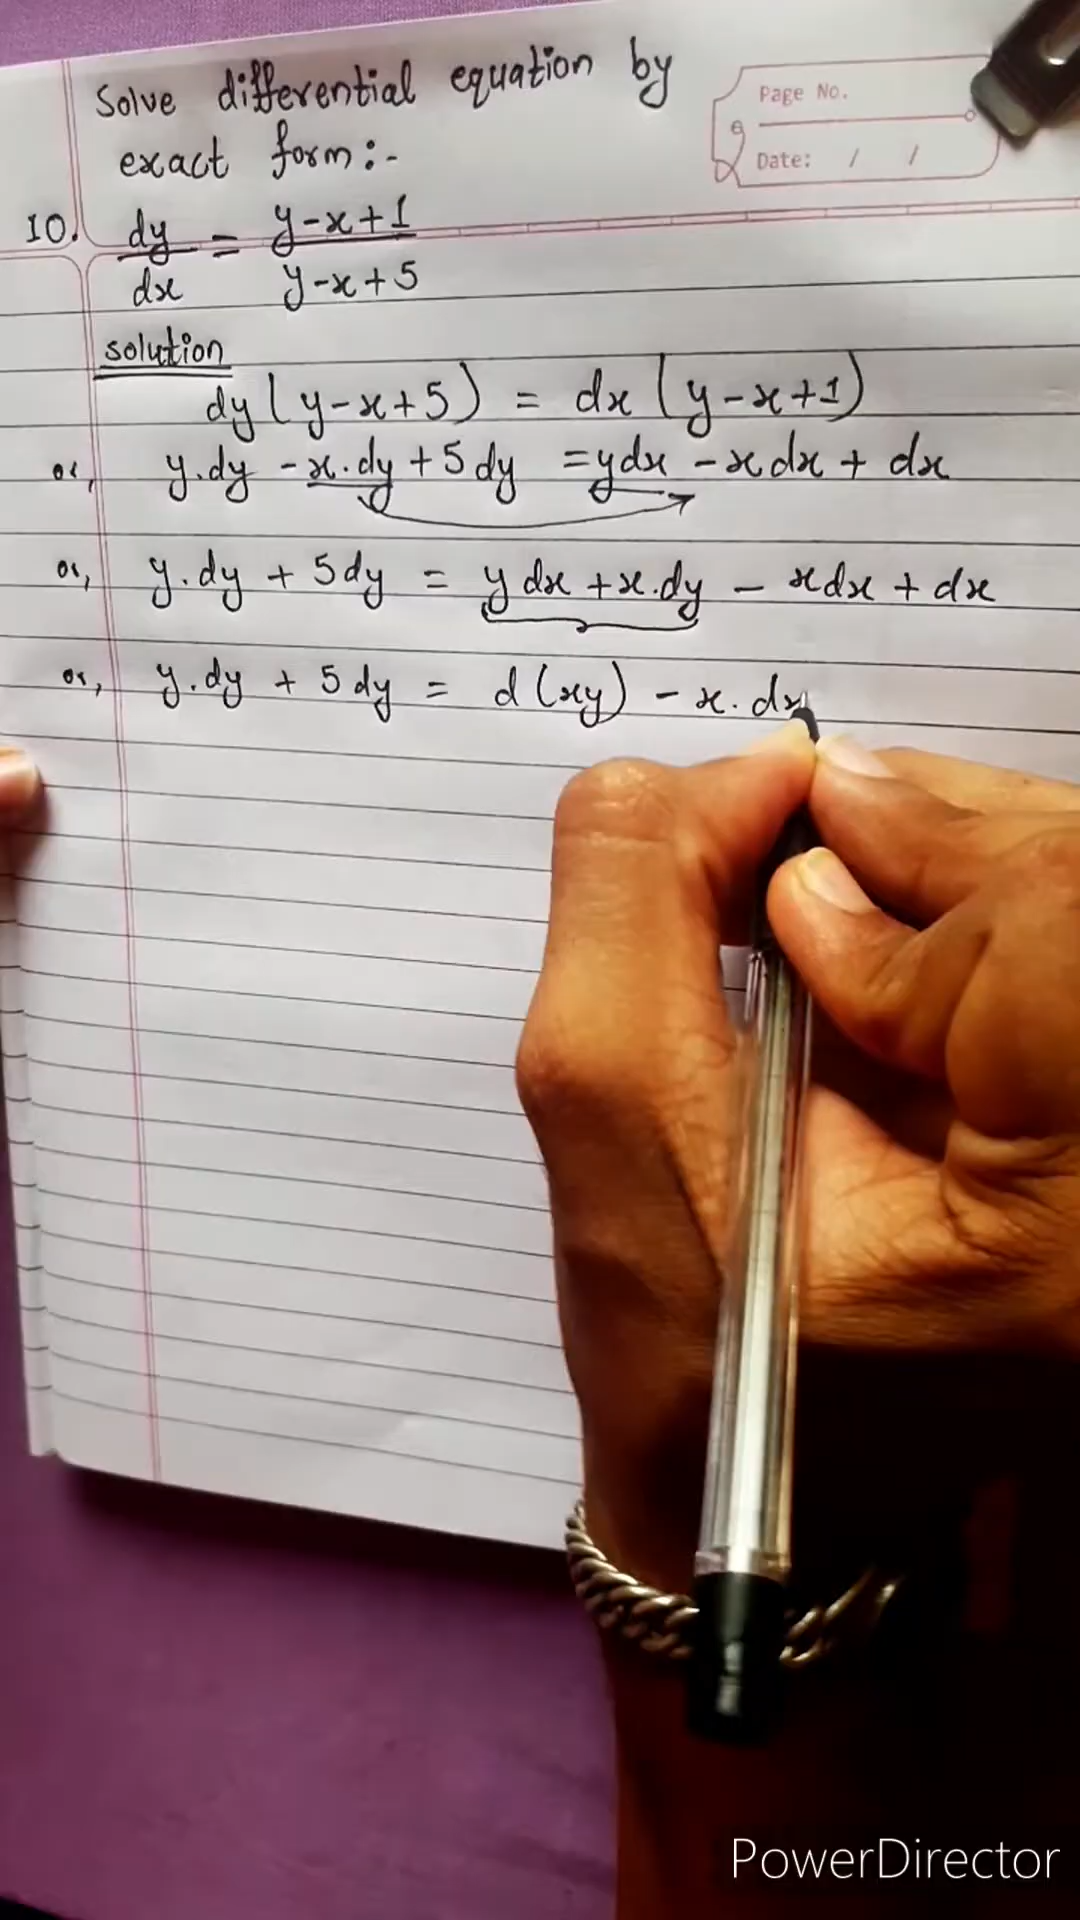 Solve differential equation by
exact form:-
Page No.
Date: / /
10. dy/dx = y-x+1/y-x+5
solution
dy(y-x+5) = dx(y-x+1)
or, y.dy - x.dy + 5dy = ydx - xdx + dx
or, y.dy + 5dy = ydx + x.dy - xdx + dx
or, y.dy + 5dy = d(xy) - x.dx
PowerDirector